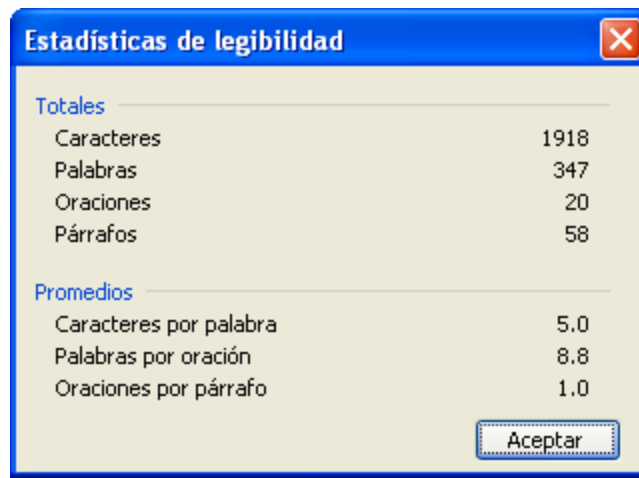 Estadísticas de legibilidad
Totales
Caracteres 1918
Palabras 347
Oraciones 20
Párrafos 58
Promedios
Caracteres por palabra 5.0
Palabras por oración 8.8
Oraciones por párrafo 1.0
Aceptar